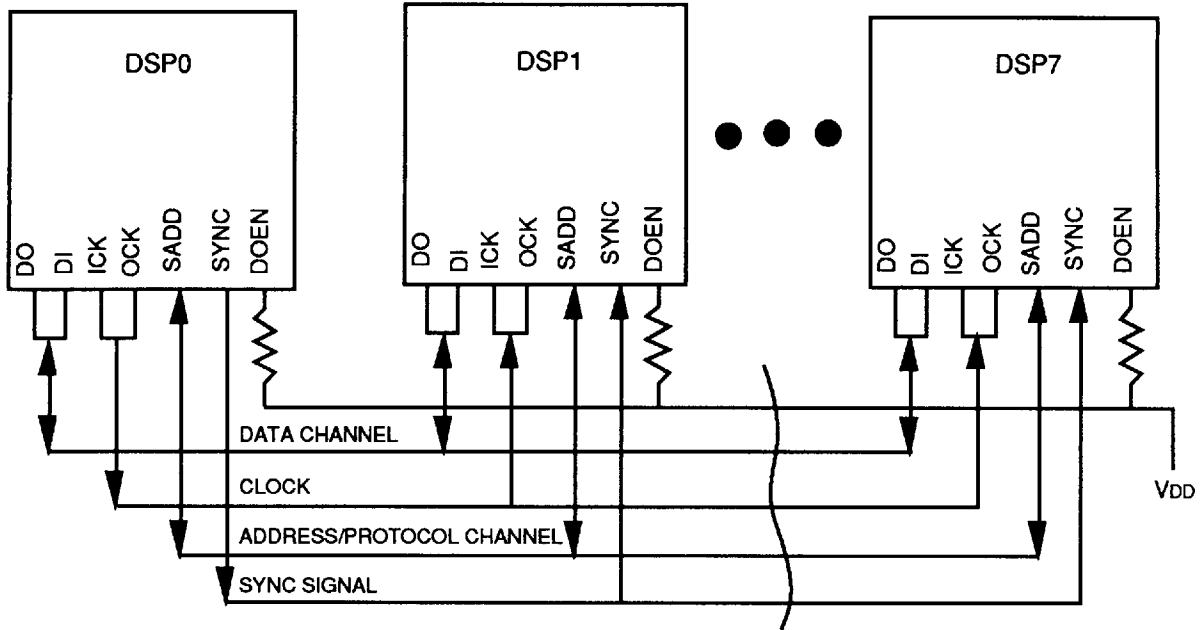 DSP0
DSP1
DSP7
DO
DI
ICK
OCK
SADD
SYNC
DOEN
DO
DI
ICK
OCK
SADD
SYNC
DOEN
DO
DI
ICK
OCK
SADD
SYNC
DOEN
DATA CHANNEL
CLOCK
VDD
ADDRESS/PROTOCOL CHANNEL
SYNC SIGNAL